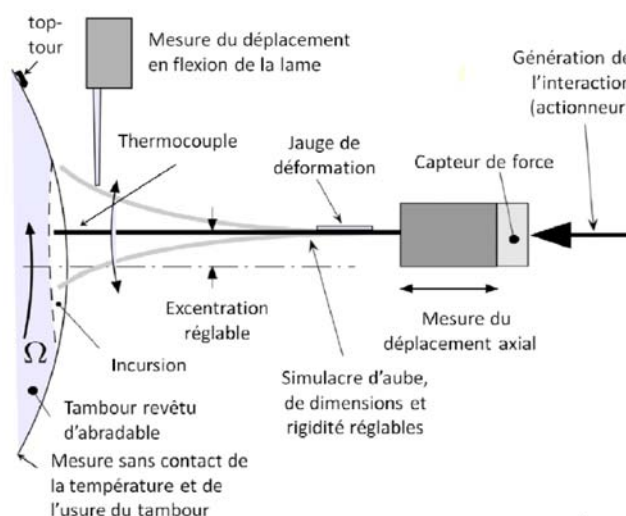 top-
tour
Mesure du déplacement
en flexion de la lame
Génération de
l'interaction
(actionneur
Thermocouple
Jauge de
déformation
Capteur de force
Excentration
réglable
Mesure du
déplacement axial
Ω
Incursion
Simulacre d'aube,
de dimensions et
rigidité réglables
Tambour revêtu
d'abradable
Mesure sans contact de
la température et de
l'usure du tambour